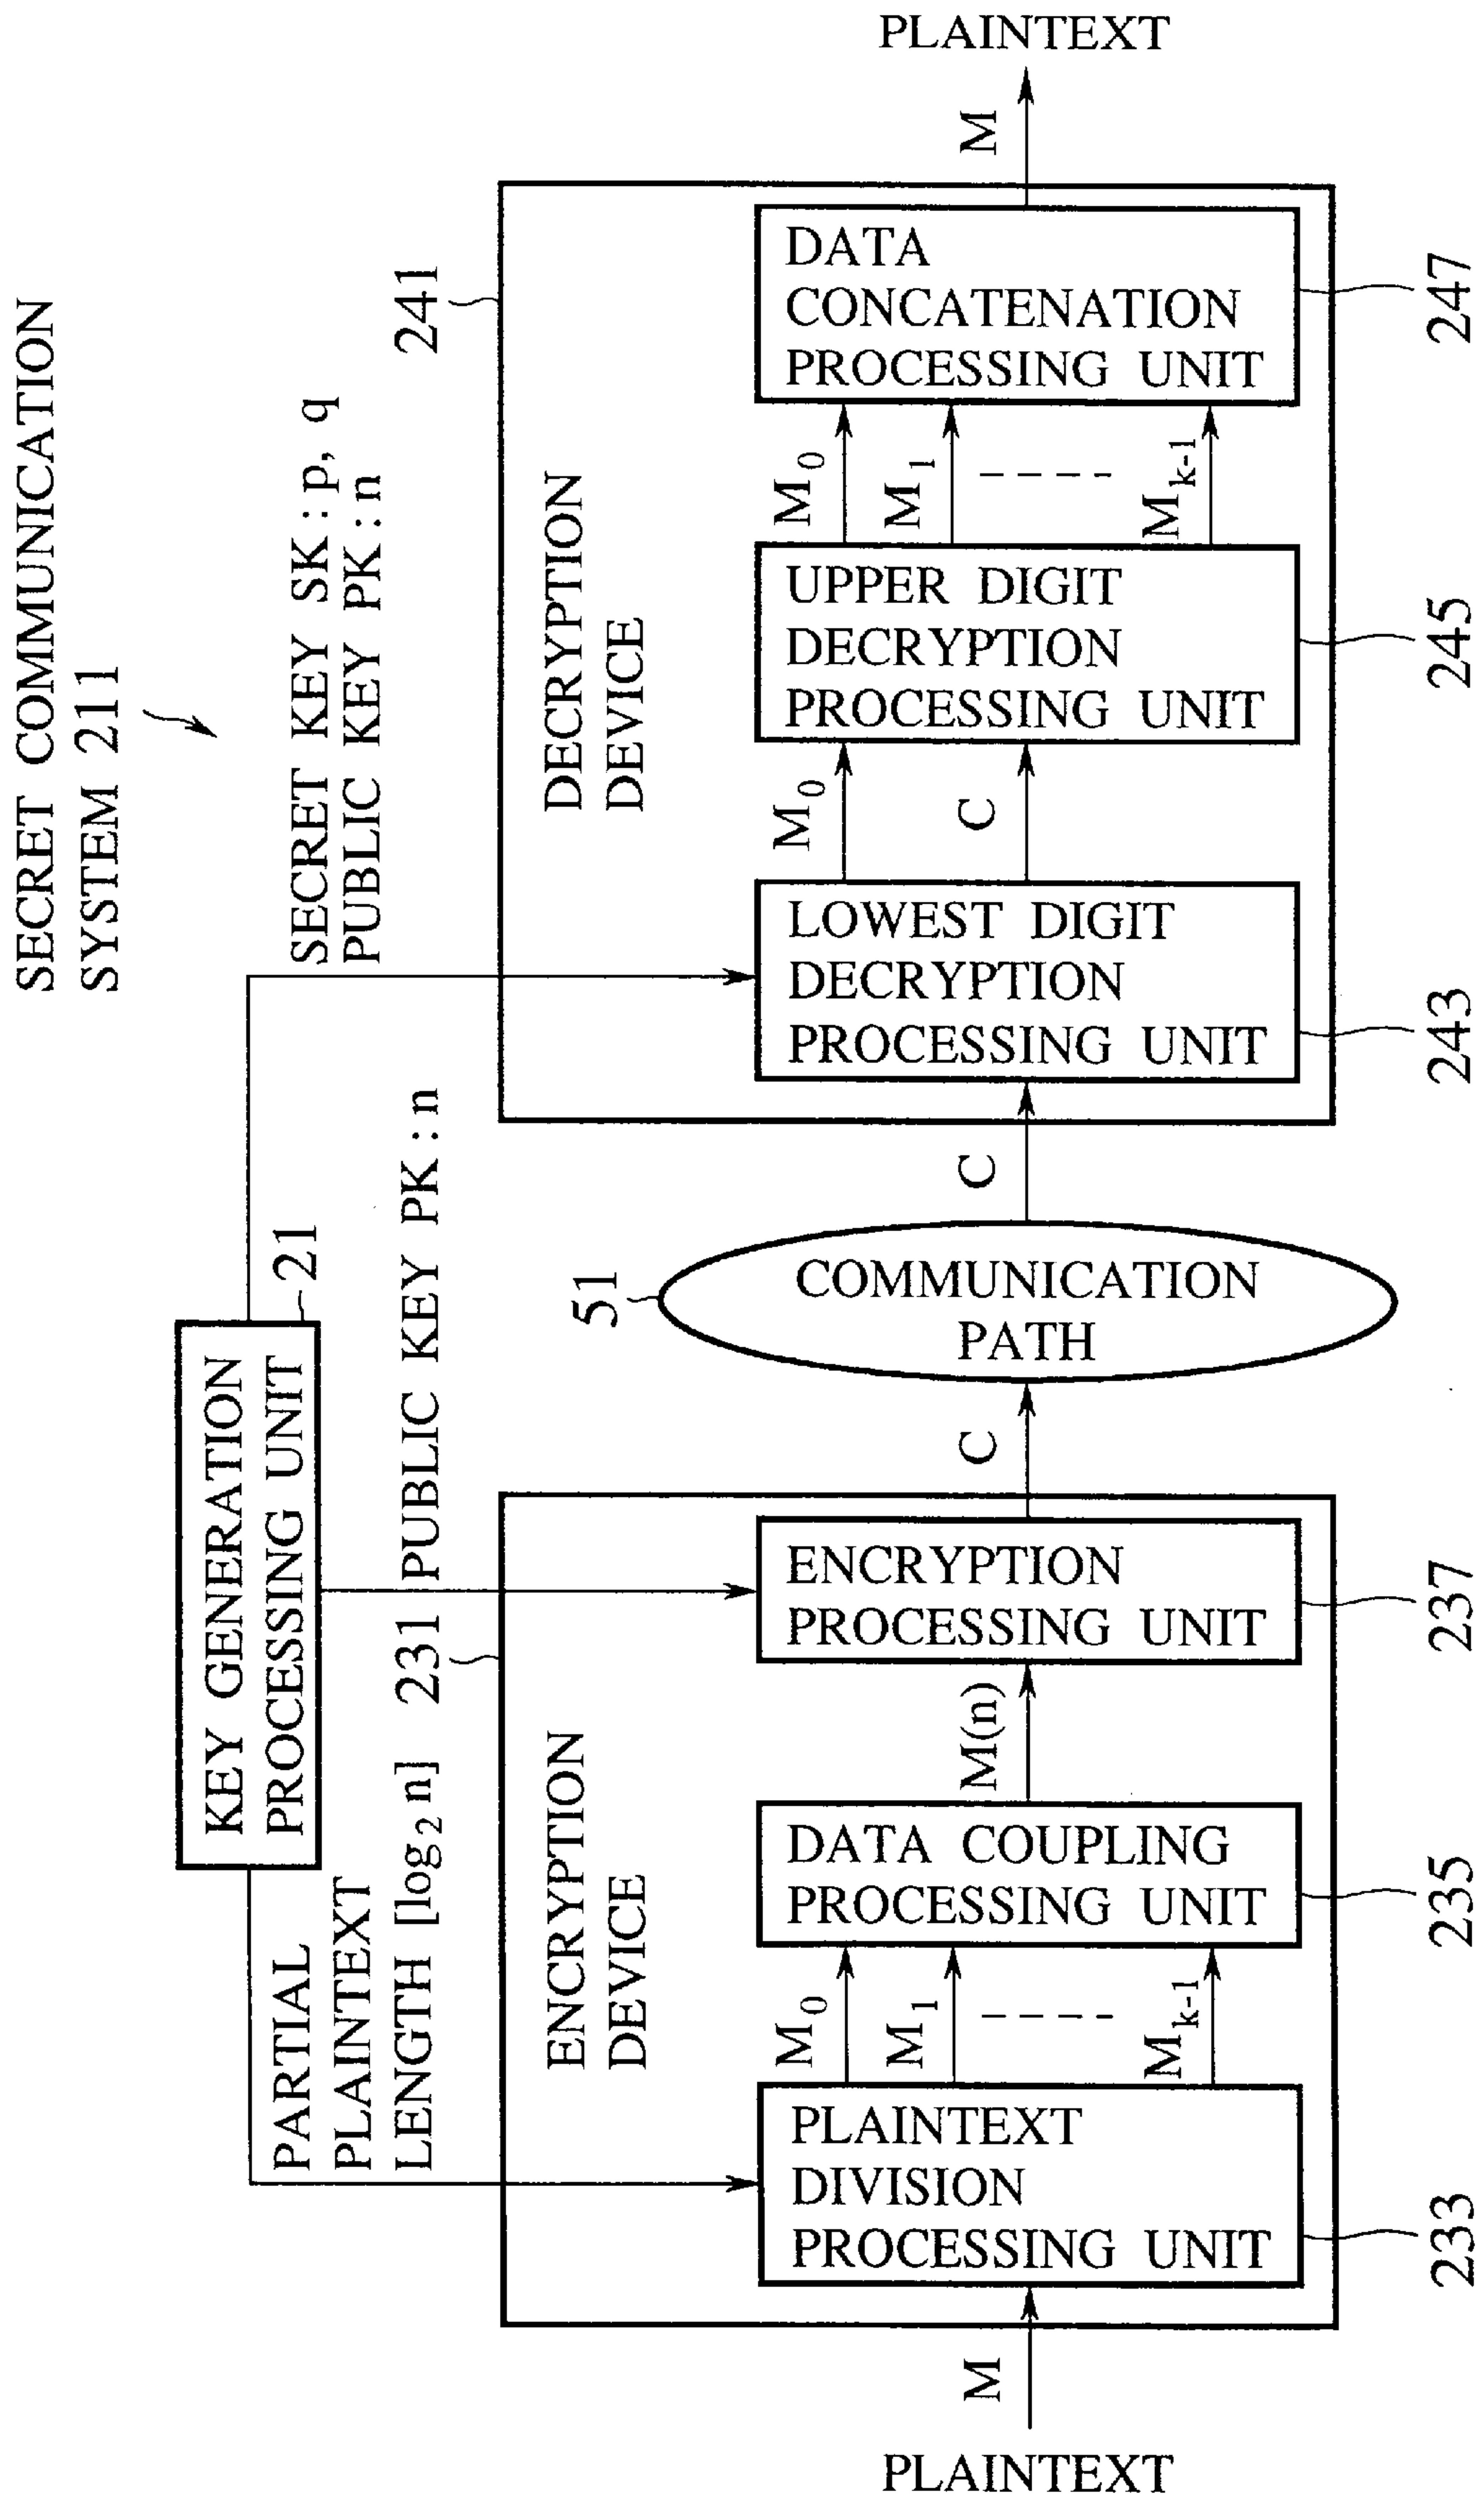 SECRET COMMUNICATION
SYSTEM 211
KEY GENERATION
PROCESSING UNIT
21
PARTIAL
PLAINTEXT
LENGTH [log2 n]
231
PUBLIC KEY PK : n
SECRET KEY SK : p, q
PUBLIC KEY PK : n
241
ENCRYPTION
DEVICE
PLAINTEXT
M
PLAINTEXT
DIVISION
PROCESSING UNIT
233
M0
M1
Mk-1
DATA COUPLING
PROCESSING UNIT
235
M(n)
ENCRYPTION
PROCESSING UNIT
237
C
51
COMMUNICATION
PATH
C
DECRYPTION
DEVICE
LOWEST DIGIT
DECRYPTION
PROCESSING UNIT
243
M0
C
UPPER DIGIT
DECRYPTION
PROCESSING UNIT
245
M0
M1
Mk-1
DATA
CONCATENATION
PROCESSING UNIT
247
M
PLAINTEXT